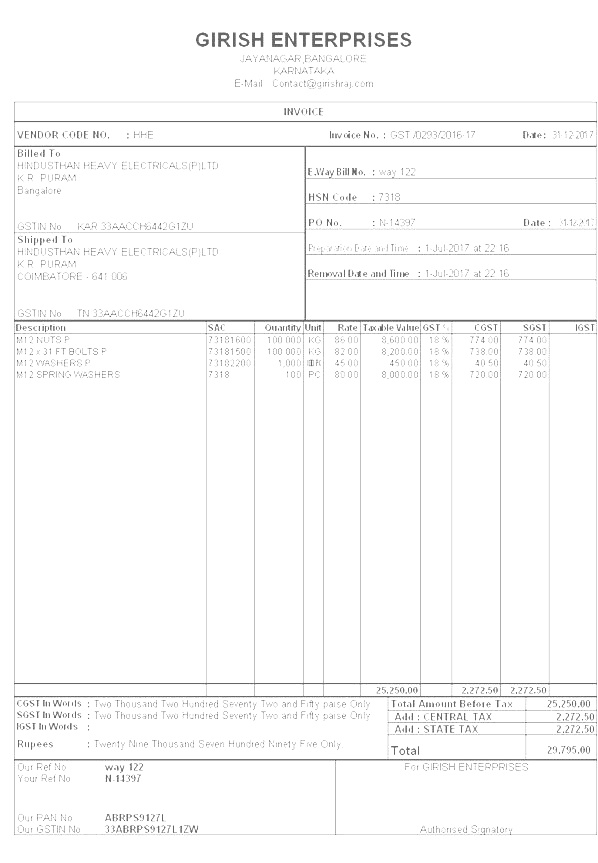 GIRISH ENTERPRISES
JAYANAGAR,BANGALORE
KARNATAKA
E-Mail Contact@girishraj.com
INVOICE
VENDOR CODE NO. : HHE Invoice No. : GST /0293/2016-17 Date : 31-12-2017
Billed To
HINDUSTHAN HEAVY ELECTRICALS(P)LTD
K.R. PURAM
Bangalore
GSTIN No KAR 33AACCH6442G1ZU
E.Way Bill No. : way 122
HSN Code : 7318
PO No. : N-14397 Date : 31-12-2017
Shipped To
HINDUSTHAN HEAVY ELECTRICALS(P)LTD
K.R. PURAM
COIMBATORE - 641 006
GSTIN No TN 33AACCH6442G1ZU
Preparation Date and Time : 1-Jul-2017 at 22:16
Removal Date and Time : 1-Jul-2017 at 22:16
Description SAC Quantity Unit Rate Taxable Value GST % CGST SGST IGST
M12 NUTS P 73181600 100.000 KG 86.00 8,600.00 18 % 774.00 774.00
M12 x 31 FT BOLTS P 73181500 100.000 KG 82.00 8,200.00 18 % 738.00 738.00
M12 WASHERS P 73182200 1,000 45.00 450.00 18 % 40.50 40.50
M12 SPRING WASHERS 7318 100 PC 80.00 8,000.00 18 % 720.00 720.00
25,250.00 2,272.50 2,272.50
CGST In Words : Two Thousand Two Hundred Seventy Two and Fifty paise Only
SGST In Words : Two Thousand Two Hundred Seventy Two and Fifty paise Only
IGST In Words :
Rupees : Twenty Nine Thousand Seven Hundred Ninety Five Only
Total Amount Before Tax 25,250.00
Add : CENTRAL TAX 2,272.50
Add : STATE TAX 2,272.50
Total 29,795.00
Our Ref No way 122
Your Ref No N-14397
Our PAN No ABRPS9127L
Our GSTIN No 33ABRPS9127L1ZW
For GIRISH ENTERPRISES
Authorised Signatory